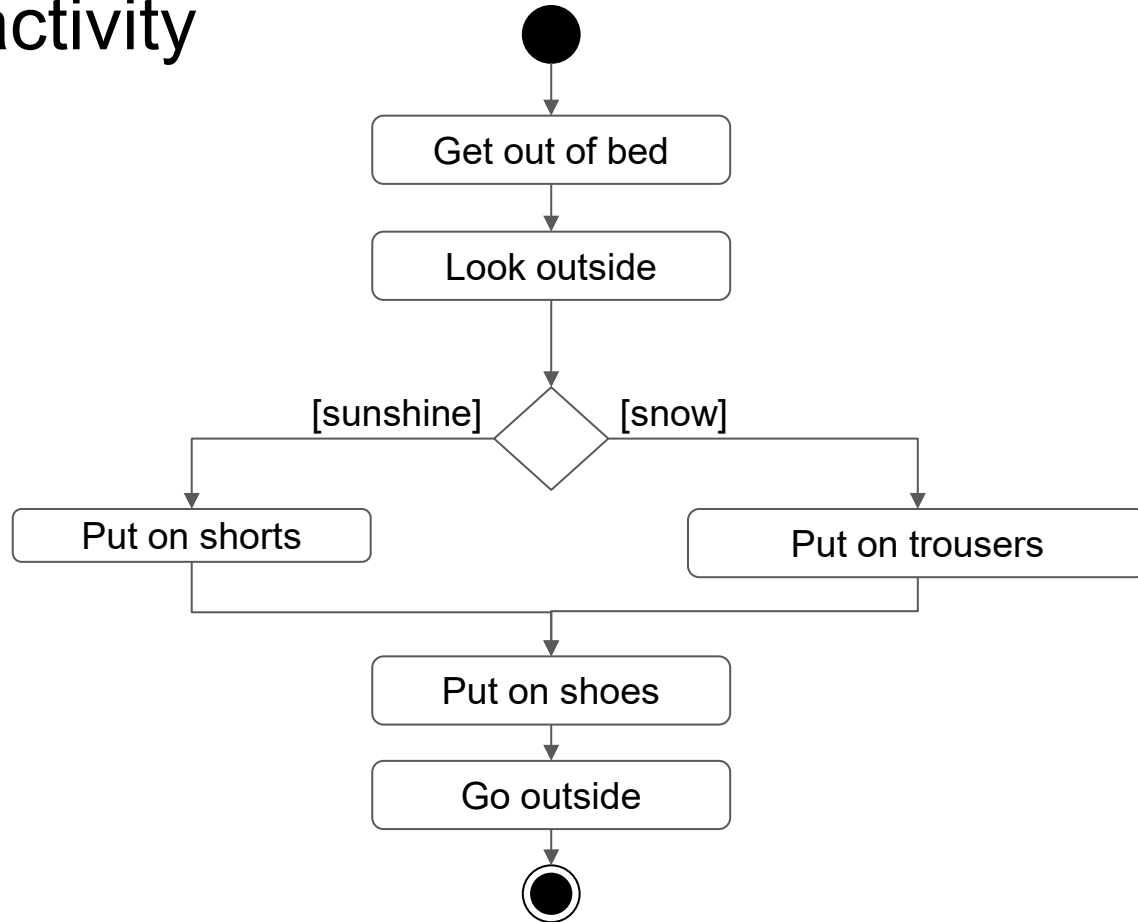 activity
Get out of bed
Look outside
[sunshine]
[snow]
Put on shorts
Put on trousers
Put on shoes
Go outside